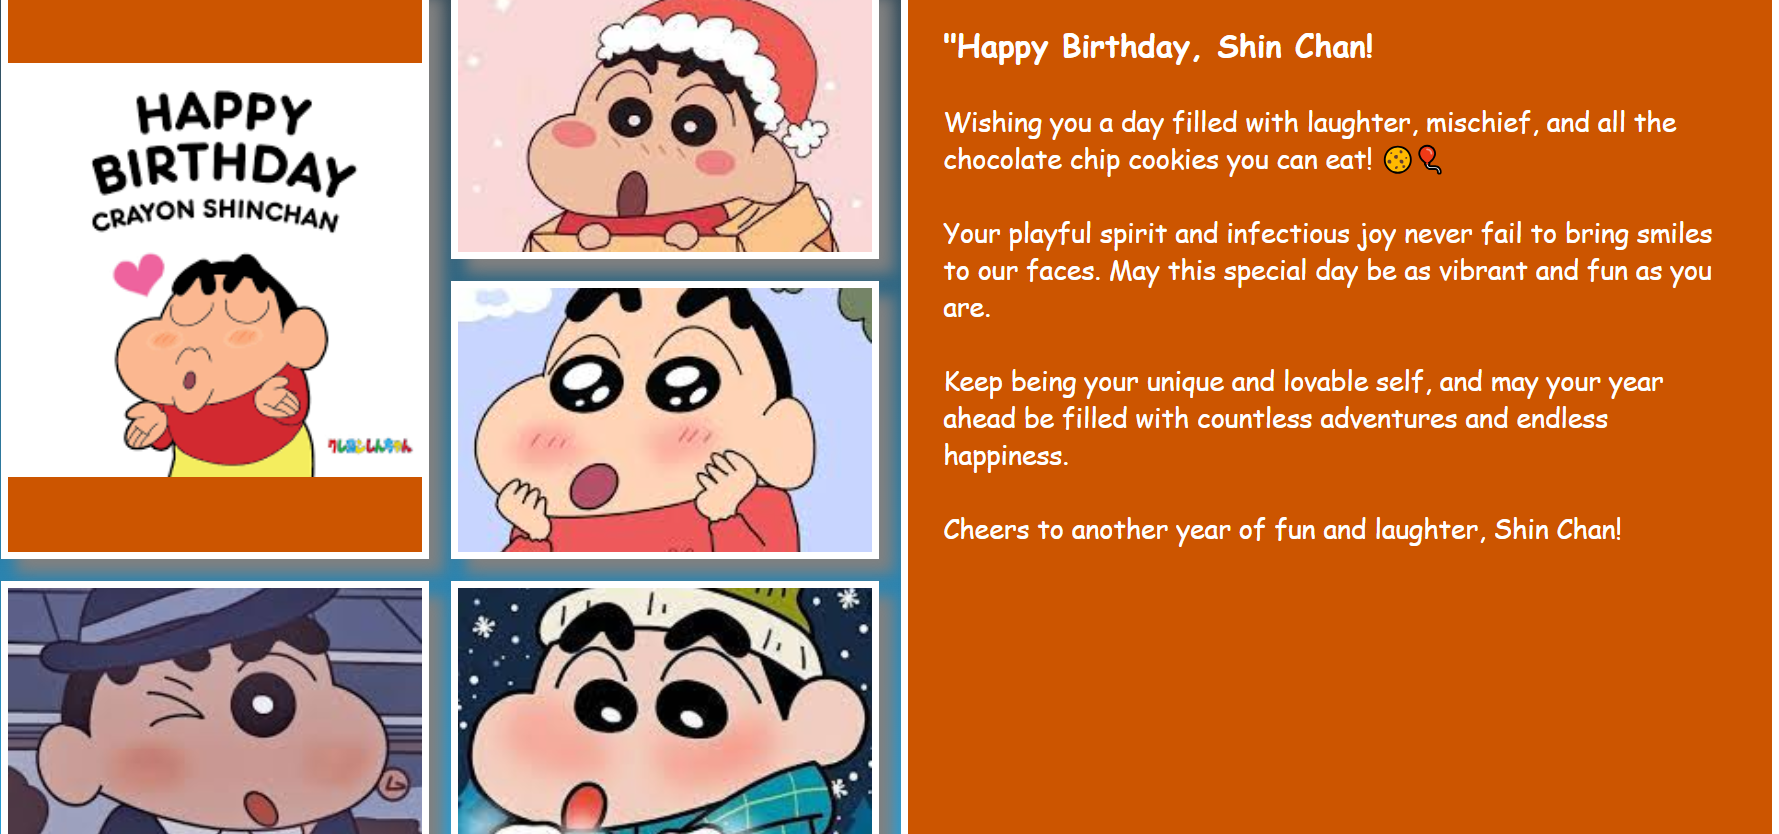 HAPPY
BIRTHDAY
CRAYON SHINCHAN
クレヨンしんちゃん
"Happy Birthday, Shin Chan!
Wishing you a day filled with laughter, mischief, and all the
chocolate chip cookies you can eat! 🍪🎈
Your playful spirit and infectious joy never fail to bring smiles
to our faces. May this special day be as vibrant and fun as you
are.
Keep being your unique and lovable self, and may your year
ahead be filled with countless adventures and endless
happiness.
Cheers to another year of fun and laughter, Shin Chan!